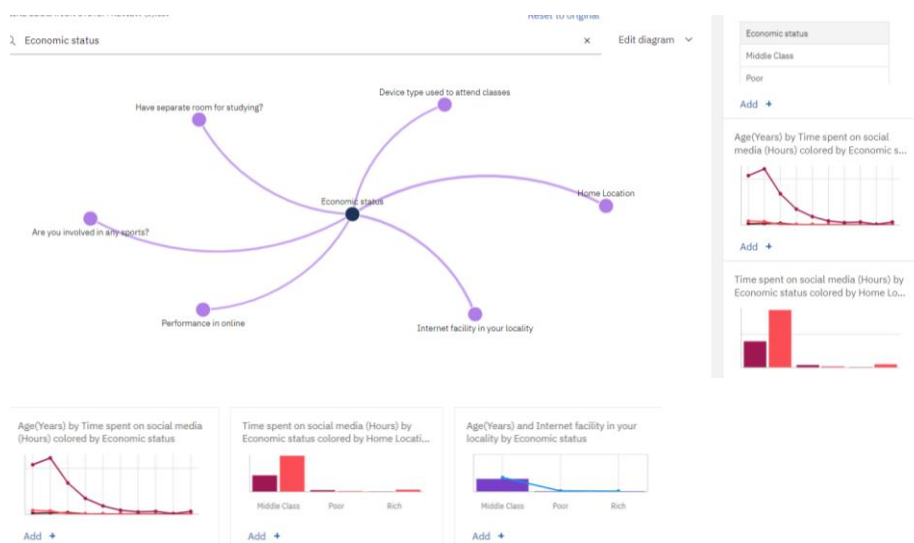 Reset to original
Economic status
Edit diagram
Have separate room for studying?
Device type used to attend classes
Economic status
Home Location
Are you involved in any sports?
Performance in online
Internet facility in your locality
Economic status
Middle Class
Poor
Add +
Age(Years) by Time spent on social
media (Hours) colored by Economic s...
Add +
Time spent on social media (Hours) by
Economic status colored by Home Lo...
Age(Years) by Time spent on social media
(Hours) colored by Economic status
Add +
Time spent on social media (Hours) by
Economic status colored by Home Locati...
Middle Class Poor Rich
Add +
Age(Years) and Internet facility in your
locality by Economic status
Middle Class Poor Rich
Add +